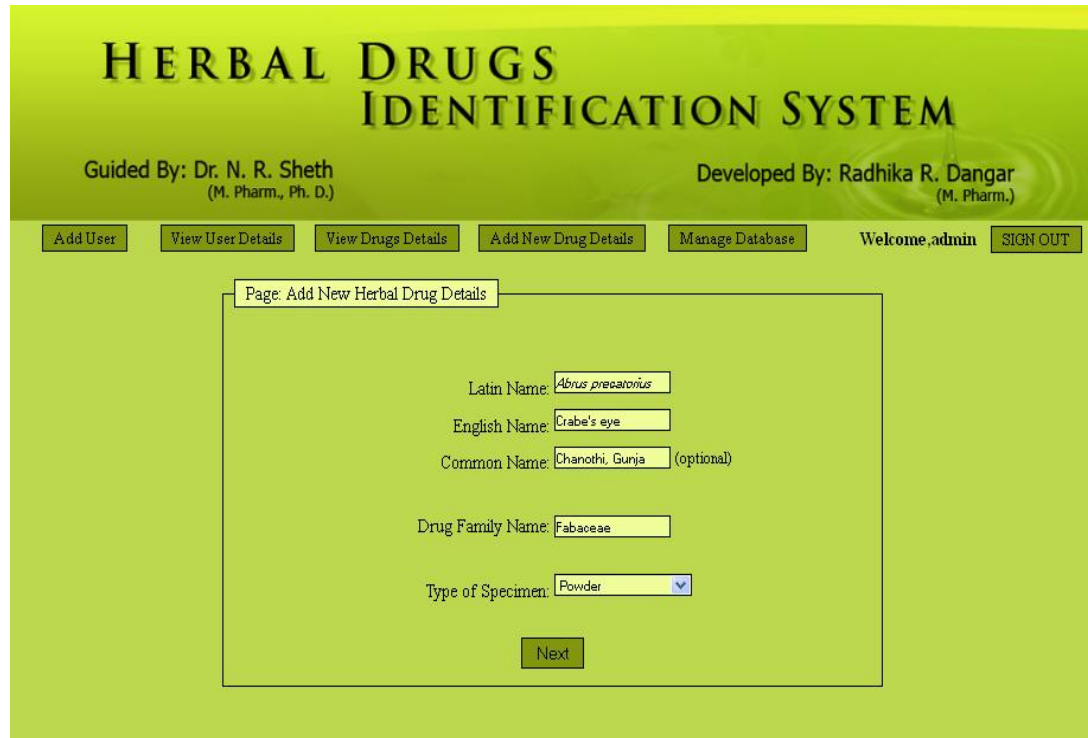 HERBAL DRUGS
IDENTIFICATION SYSTEM
Guided By: Dr. N. R. Sheth
(M. Pharm., Ph. D.)
Developed By: Radhika R. Dangar
(M. Pharm.)
Add User View User Details View Drugs Details Add New Drug Details Manage Database Welcome,admin SIGN OUT
Page: Add New Herbal Drug Details
Latin Name: Abrus precatorius
English Name: Crabe's eye
Common Name: Chanothi, Gunja (optional)
Drug Family Name: Fabaceae
Type of Specimen: Powder
Next